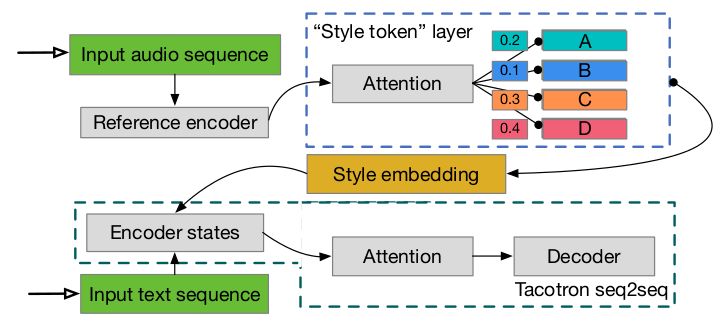 Input audio sequence
Reference encoder
“Style token” layer
Attention
0.2 A
0.1 B
0.3 C
0.4 D
Style embedding
Encoder states
Input text sequence
Attention
Decoder
Tacotron seq2seq